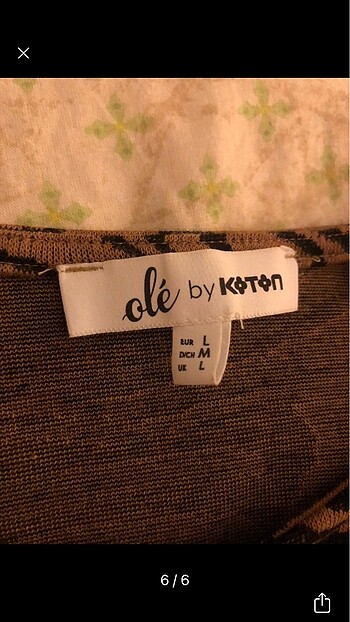 olé by KOTON
EUR L
D/CH M
UK L
6/6